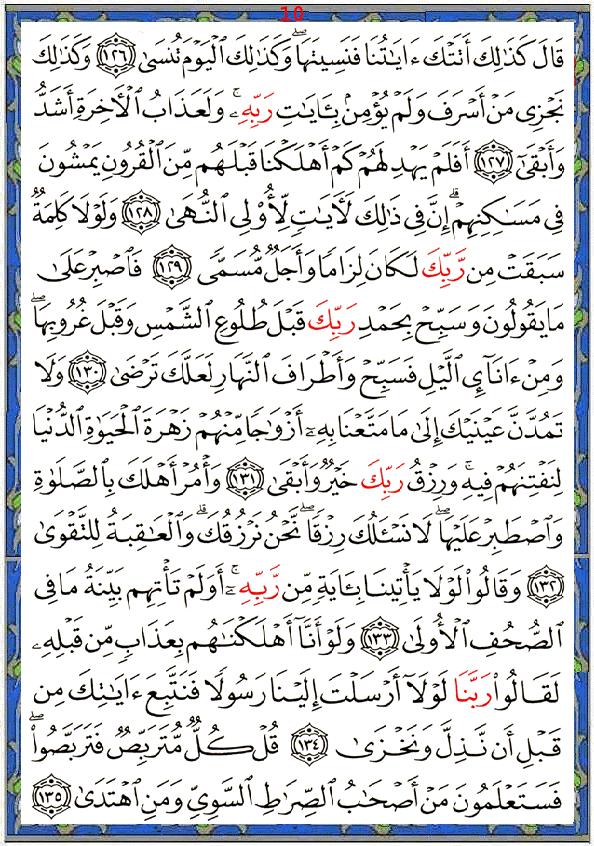 10
قَالَ كَذَٰلِكَ أَتَتْكَ ءَايَٰتُنَا فَنَسِيتَهَاۖ وَكَذَٰلِكَ ٱلْيَوْمَ تُنسَىٰ ١٢٦ وَكَذَٰلِكَ
نَجْزِى مَنْ أَسْرَفَ وَلَمْ يُؤْمِنۢ بِـَٔايَٰتِ رَبِّهِۦۚ وَلَعَذَابُ ٱلْأَخِرَةِ أَشَدُّ
وَأَبْقَىٰٓ ١٢٧ أَفَلَمْ يَهْدِ لَهُمْ كَمْ أَهْلَكْنَا قَبْلَهُم مِّنَ ٱلْقُرُونِ يَمْشُونَ
فِى مَسَٰكِنِهِمْۗ إِنَّ فِى ذَٰلِكَ لَأَيَٰتٍ لِّأُو۟لِى ٱلنُّهَىٰ ١٢٨ وَلَوْلَا كَلِمَةٌ
سَبَقَتْ مِن رَّبِّكَ لَكَانَ لِزَامًا وَأَجَلٌ مُّسَمًّى ١٢٩ فَٱصْبِرْ عَلَىٰ
مَا يَقُولُونَ وَسَبِّحْ بِحَمْدِ رَبِّكَ قَبْلَ طُلُوعِ ٱلشَّمْسِ وَقَبْلَ غُرُوبِهَاۖ
وَمِنْ ءَانَآئِ ٱلَّيْلِ فَسَبِّحْ وَأَطْرَافَ ٱلنَّهَارِ لَعَلَّكَ تَرْضَىٰ ١٣٠ وَلَا
تَمُدَّنَّ عَيْنَيْكَ إِلَىٰ مَا مَتَّعْنَا بِهِۦٓ أَزْوَٰجًا مِّنْهُمْ زَهْرَةَ ٱلْحَيَوٰةِ ٱلدُّنْيَا
لِنَفْتِنَهُمْ فِيهِۚ وَرِزْقُ رَبِّكَ خَيْرٌ وَأَبْقَىٰ ١٣١ وَأْمُرْ أَهْلَكَ بِٱلصَّلَوٰةِ
وَٱصْطَبِرْ عَلَيْهَاۖ لَا نَسْـَٔلُكَ رِزْقًاۖ نَّحْنُ نَرْزُقُكَۗ وَٱلْعَٰقِبَةُ لِلتَّقْوَىٰ
١٣٢ وَقَالُوا۟ لَوْلَا يَأْتِينَا بِـَٔايَةٍ مِّن رَّبِّهِۦٓۚ أَوَلَمْ تَأْتِهِم بَيِّنَةُ مَا فِى
ٱلصُّحُفِ ٱلْأُولَىٰ ١٣٣ وَلَوْ أَنَّآ أَهْلَكْنَٰهُم بِعَذَابٍ مِّن قَبْلِهِۦ
لَقَالُوا۟ رَبَّنَا لَوْلَآ أَرْسَلْتَ إِلَيْنَا رَسُولًا فَنَتَّبِعَ ءَايَٰتِكَ مِن
قَبْلِ أَن نَّذِلَّ وَنَخْزَىٰ ١٣٤ قُلْ كُلٌّ مُّتَرَبِّصٌ فَتَرَبَّصُوا۟ۖ
فَسَتَعْلَمُونَ مَنْ أَصْحَٰبُ ٱلصِّرَٰطِ ٱلسَّوِىِّ وَمَنِ ٱهْتَدَىٰ ١٣٥